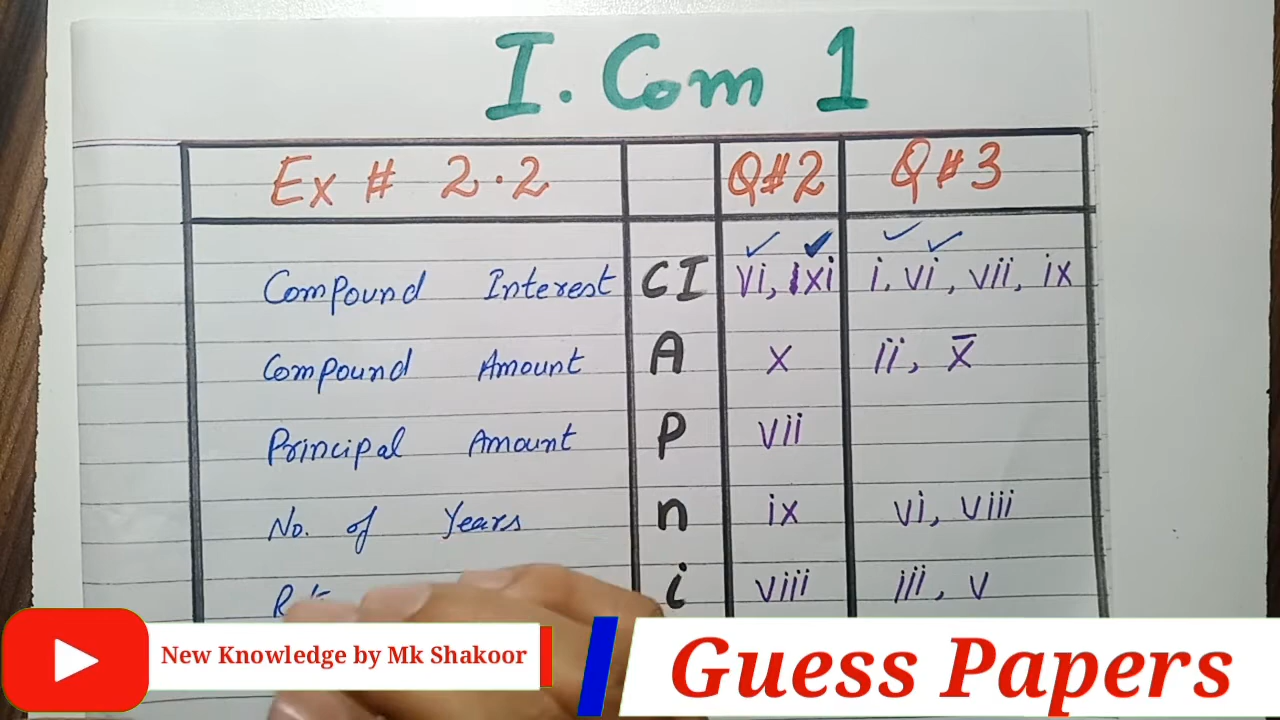 I. Com 1
Ex # 2.2 Q#2 Q#3
Compound Interest CI vi, xi i, vi, vii, ix
Compound Amount A x ii, x
Principal Amount P vii
No. of Years n ix vi, viii
i viii iii, v
New Knowledge by Mk Shakoor
Guess Papers